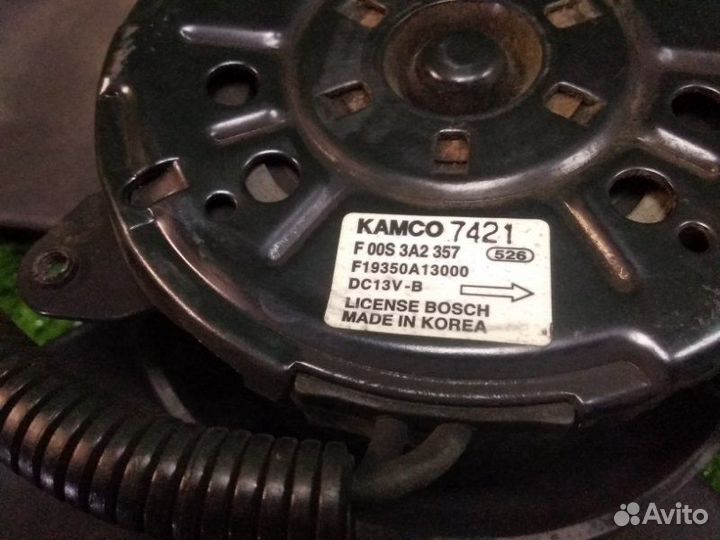 KAMCO 7421
F 00S 3A2 357 526
F19350A13000
DC13V-B
LICENSE BOSCH
MADE IN KOREA
Avito